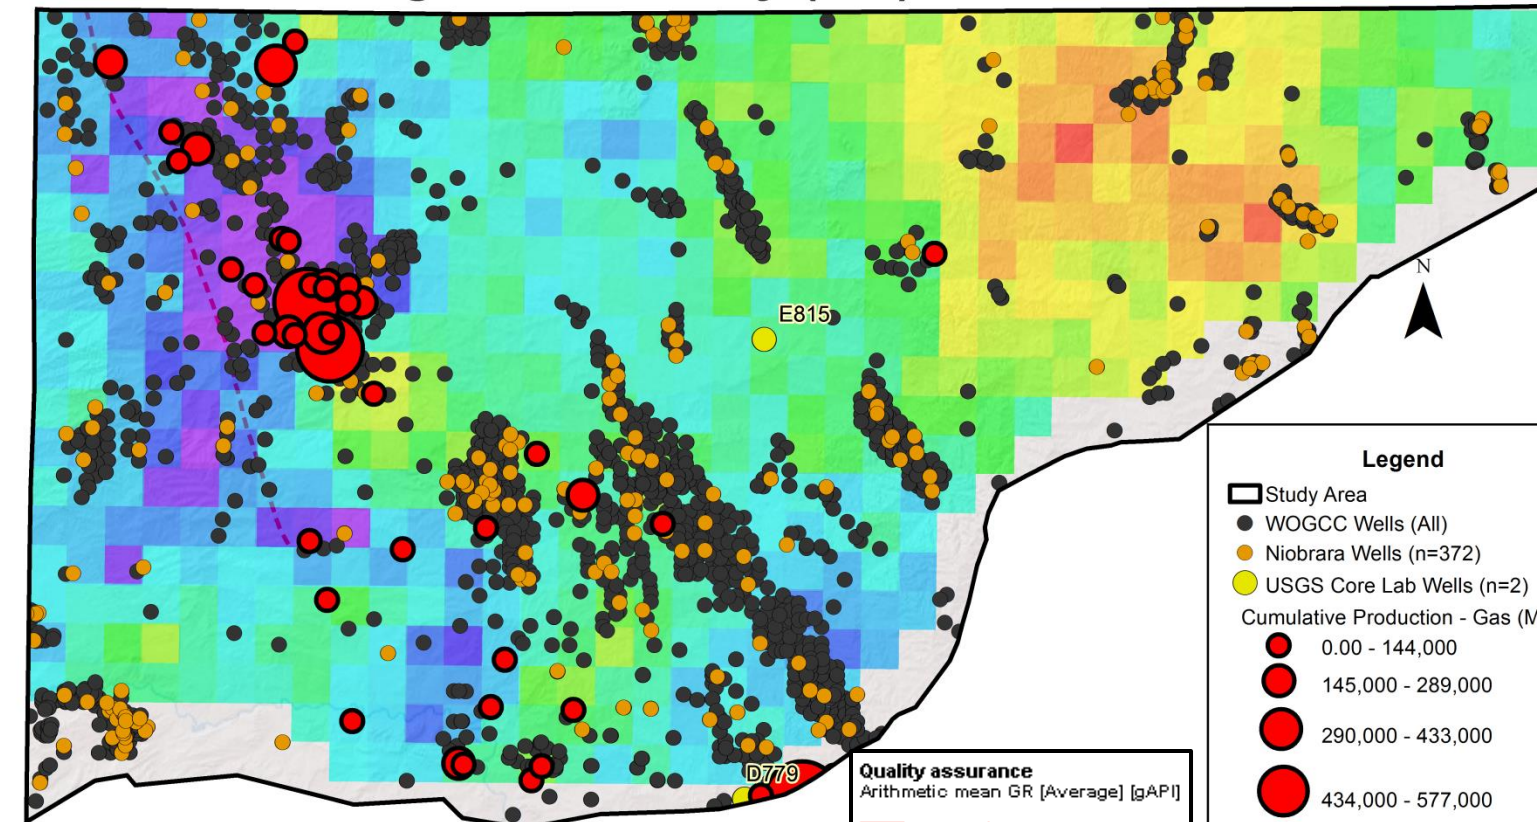 E815
N
Legend
Study Area
WOGCC Wells (All)
Niobrara Wells (n=372)
USGS Core Lab Wells (n=2)
Cumulative Production - Gas (M
0.00 - 144,000
145,000 - 289,000
290,000 - 433,000
434,000 - 577,000
D779
Quality assurance
Arithmetic mean GR [Average] [gAPI]